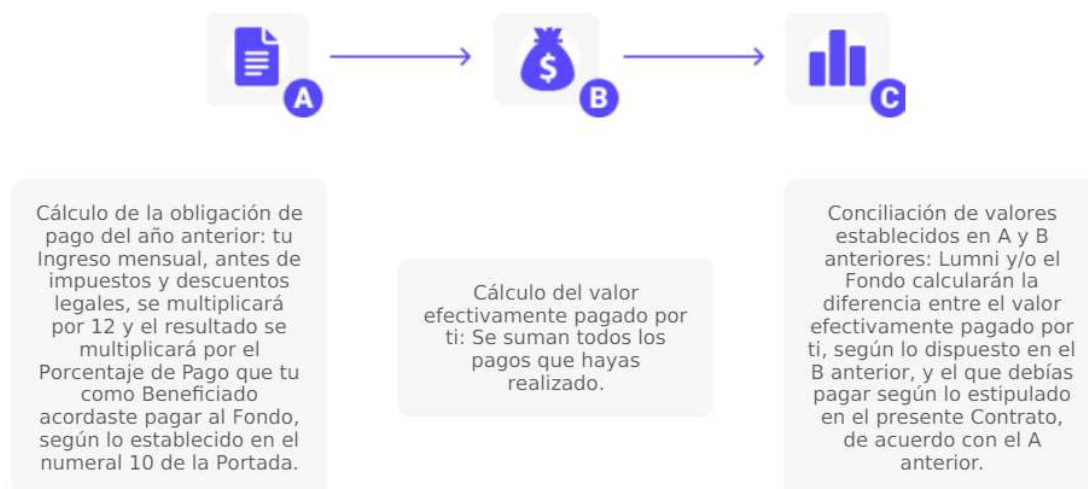 A
B
C
Cálculo de la obligación de
pago del año anterior: tu
Ingreso mensual, antes de
impuestos y descuentos
legales, se multiplicará
por 12 y el resultado se
multiplicará por el
Porcentaje de Pago que tu
como Beneficiado
acordaste pagar al Fondo,
según lo establecido en el
numeral 10 de la Portada.
Cálculo del valor
efectivamente pagado por
ti: Se suman todos los
pagos que hayas
realizado.
Conciliación de valores
establecidos en A y B
anteriores: Lumni y/o el
Fondo calcularán la
diferencia entre el valor
efectivamente pagado por
ti, según lo dispuesto en el
B anterior, y el que debías
pagar según lo estipulado
en el presente Contrato,
de acuerdo con el A
anterior.